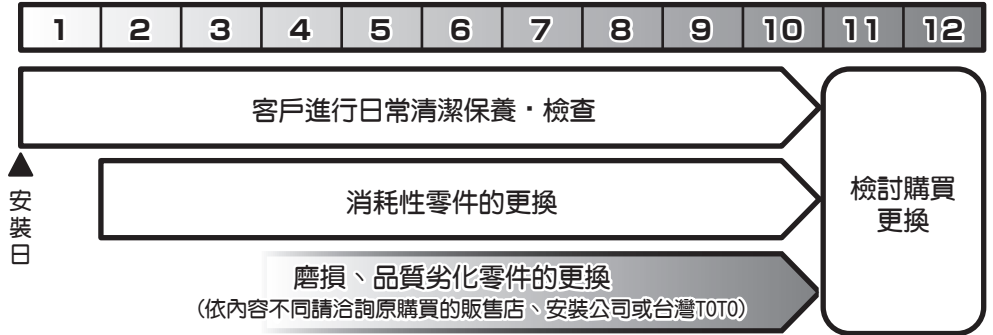 1 2 3 4 5 6 7 8 9 10 11 12
客戶進行日常清潔保養・檢查
安裝日
消耗性零件的更換
磨損、品質劣化零件的更換
(依內容不同請洽詢原購買的販售店、安裝公司或台灣TOTO)
檢討購買
更換